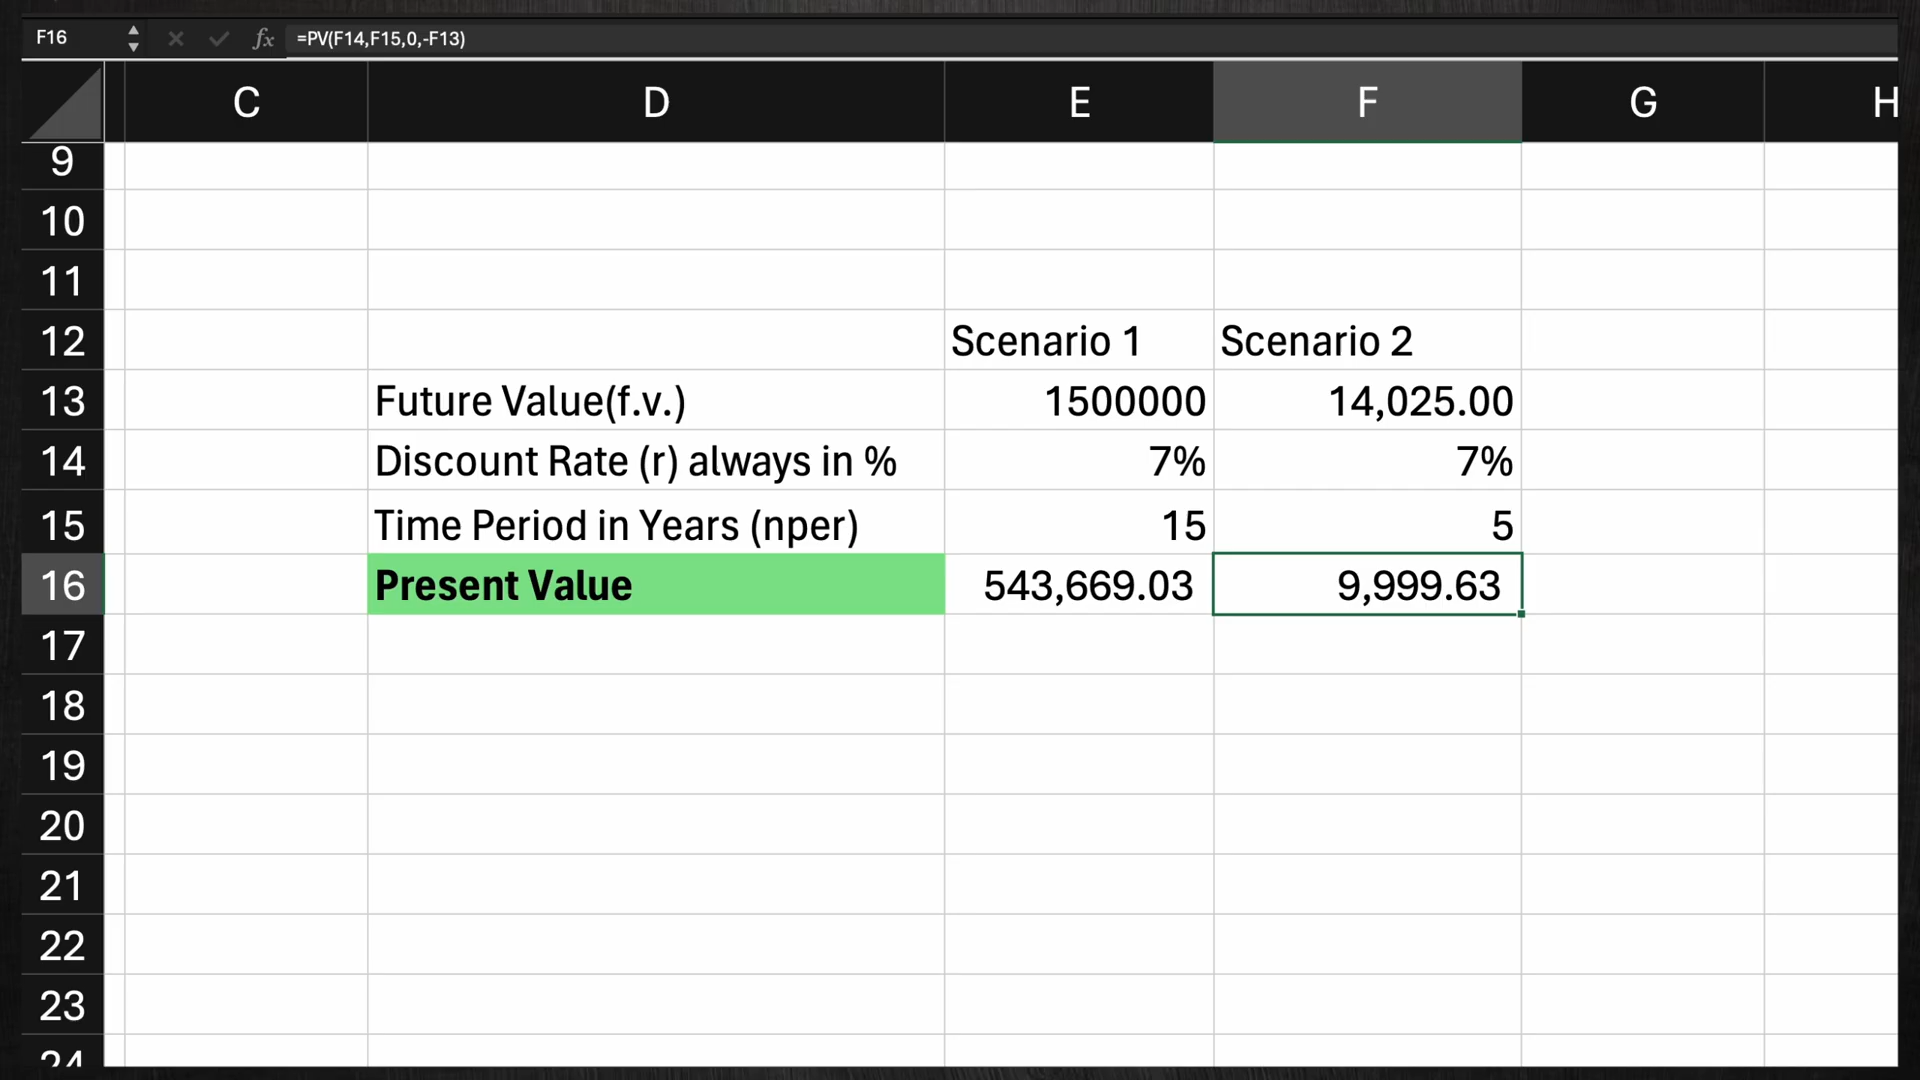 F16 fx =PV(F14,F15,0,-F13)
C D E F G H
9
10
11
12 Scenario 1 Scenario 2
13 Future Value(f.v.) 1500000 14,025.00
14 Discount Rate (r) always in % 7% 7%
15 Time Period in Years (nper) 15 5
16 Present Value 543,669.03 9,999.63
17
18
19
20
21
22
23
24